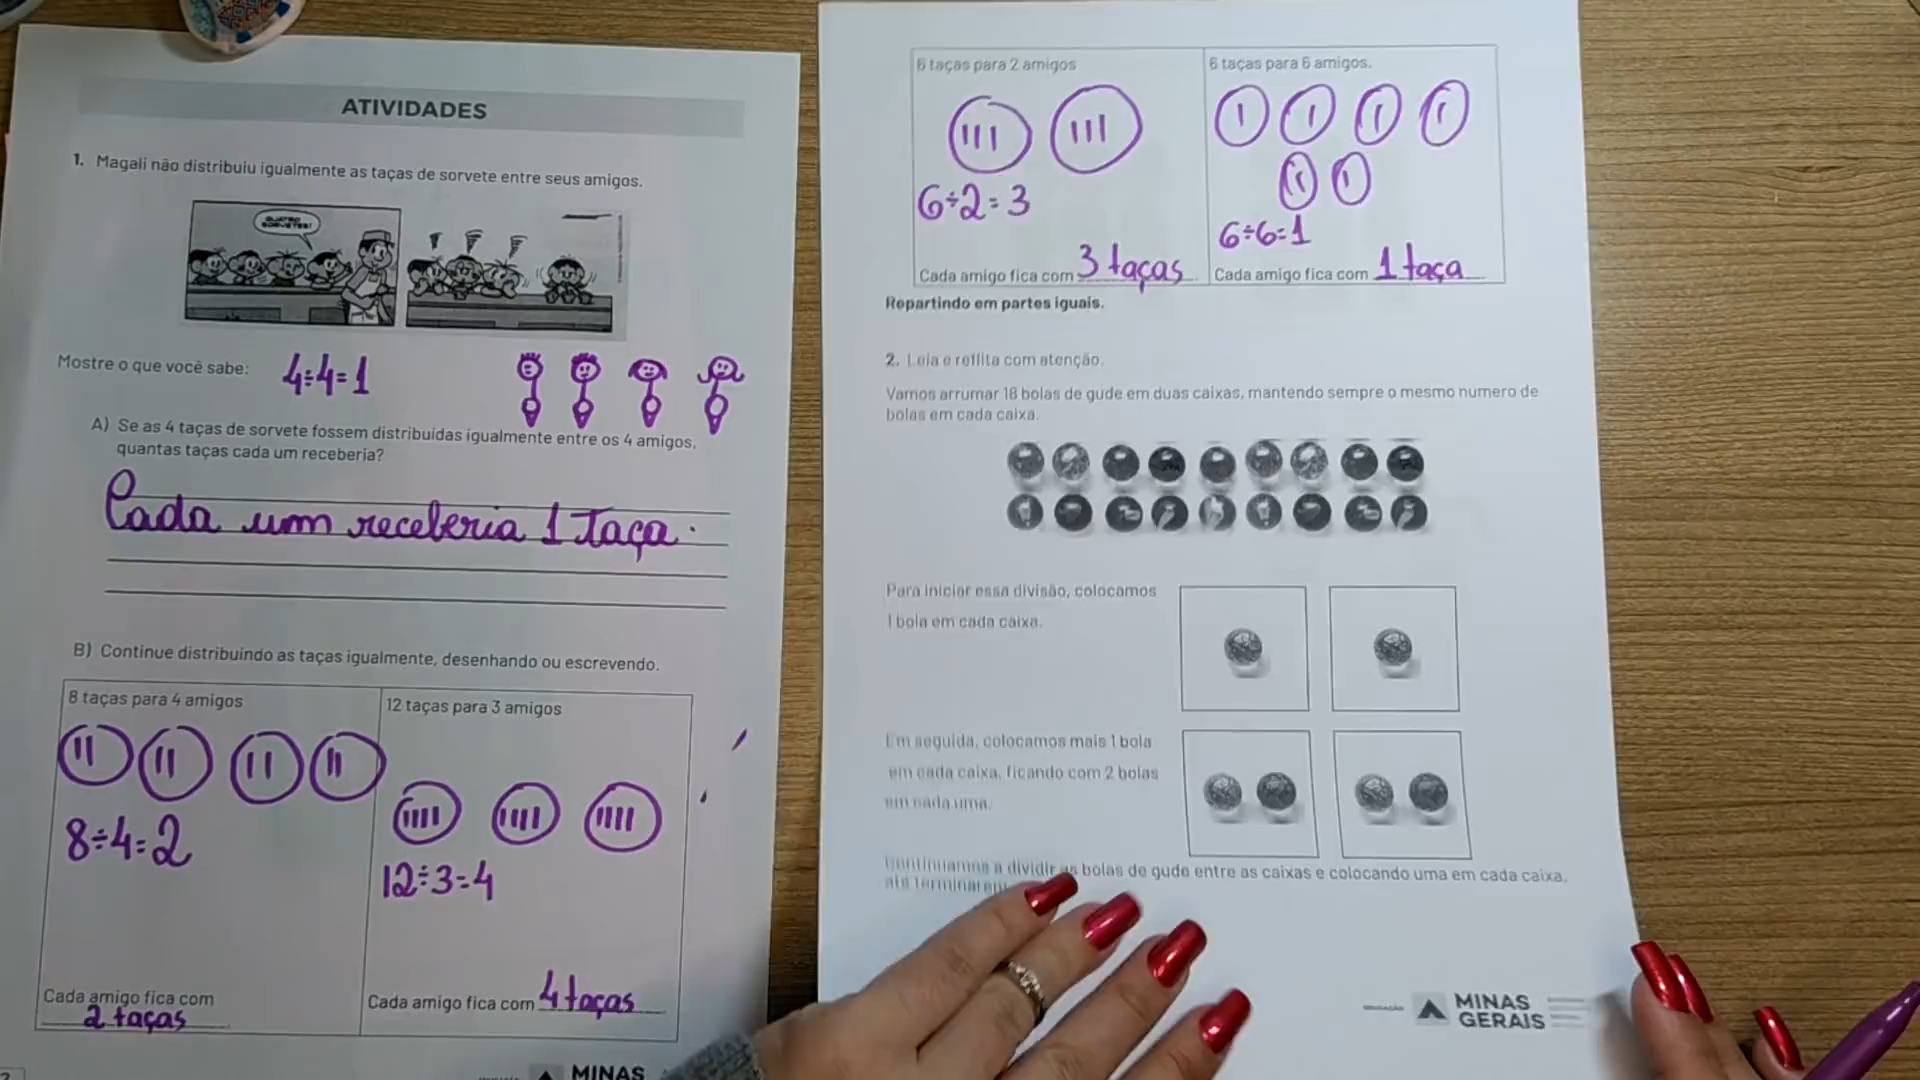 ATIVIDADES
1. Magali não distribuiu igualmente as taças de sorvete entre seus amigos.
QUATRO
SORVETES!
Mostre o que você sabe:
4÷4=1
A) Se as 4 taças de sorvete fossem distribuídas igualmente entre os 4 amigos,
quantas taças cada um receberia?
Cada um receberia 1 Taça.
B) Continue distribuindo as taças igualmente, desenhando ou escrevendo.
8 taças para 4 amigos
8÷4=2
Cada amigo fica com
2 taças
12 taças para 3 amigos
12÷3=4
Cada amigo fica com 4 taças
MINAS
6 taças para 2 amigos
6÷2=3
Cada amigo fica com 3 taças
6 taças para 6 amigos.
6÷6=1
Cada amigo fica com 1 taça
Repartindo em partes iguais.
2. Leia e reflita com atenção.
Vamos arrumar 18 bolas de gude em duas caixas, mantendo sempre o mesmo numero de
bolas em cada caixa.
Para iniciar essa divisão, colocamos
1 bola em cada caixa.
Em seguida, colocamos mais 1 bola
em cada caixa, ficando com 2 bolas
em cada uma.
Continuamos a dividir as bolas de gude entre as caixas e colocando uma em cada caixa,
até terminarem
EDUCAÇÃO
MINAS
GERAIS